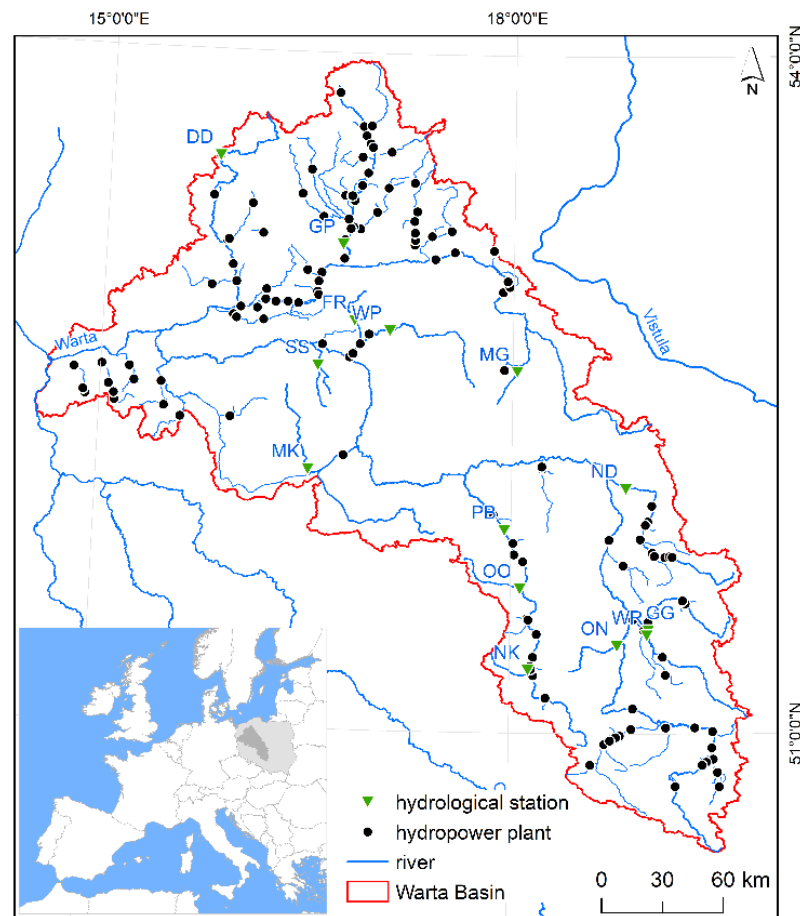 15°0'0"E
18°0'0"E
54°0'0"N
N
DD
GP
FR
WP
Vistula
Warta
SS
MG
MK
ND
PB
OO
WR
GG
ON
NK
51°0'0"N
hydrological station
hydropower plant
river
Warta Basin
0 30 60 km